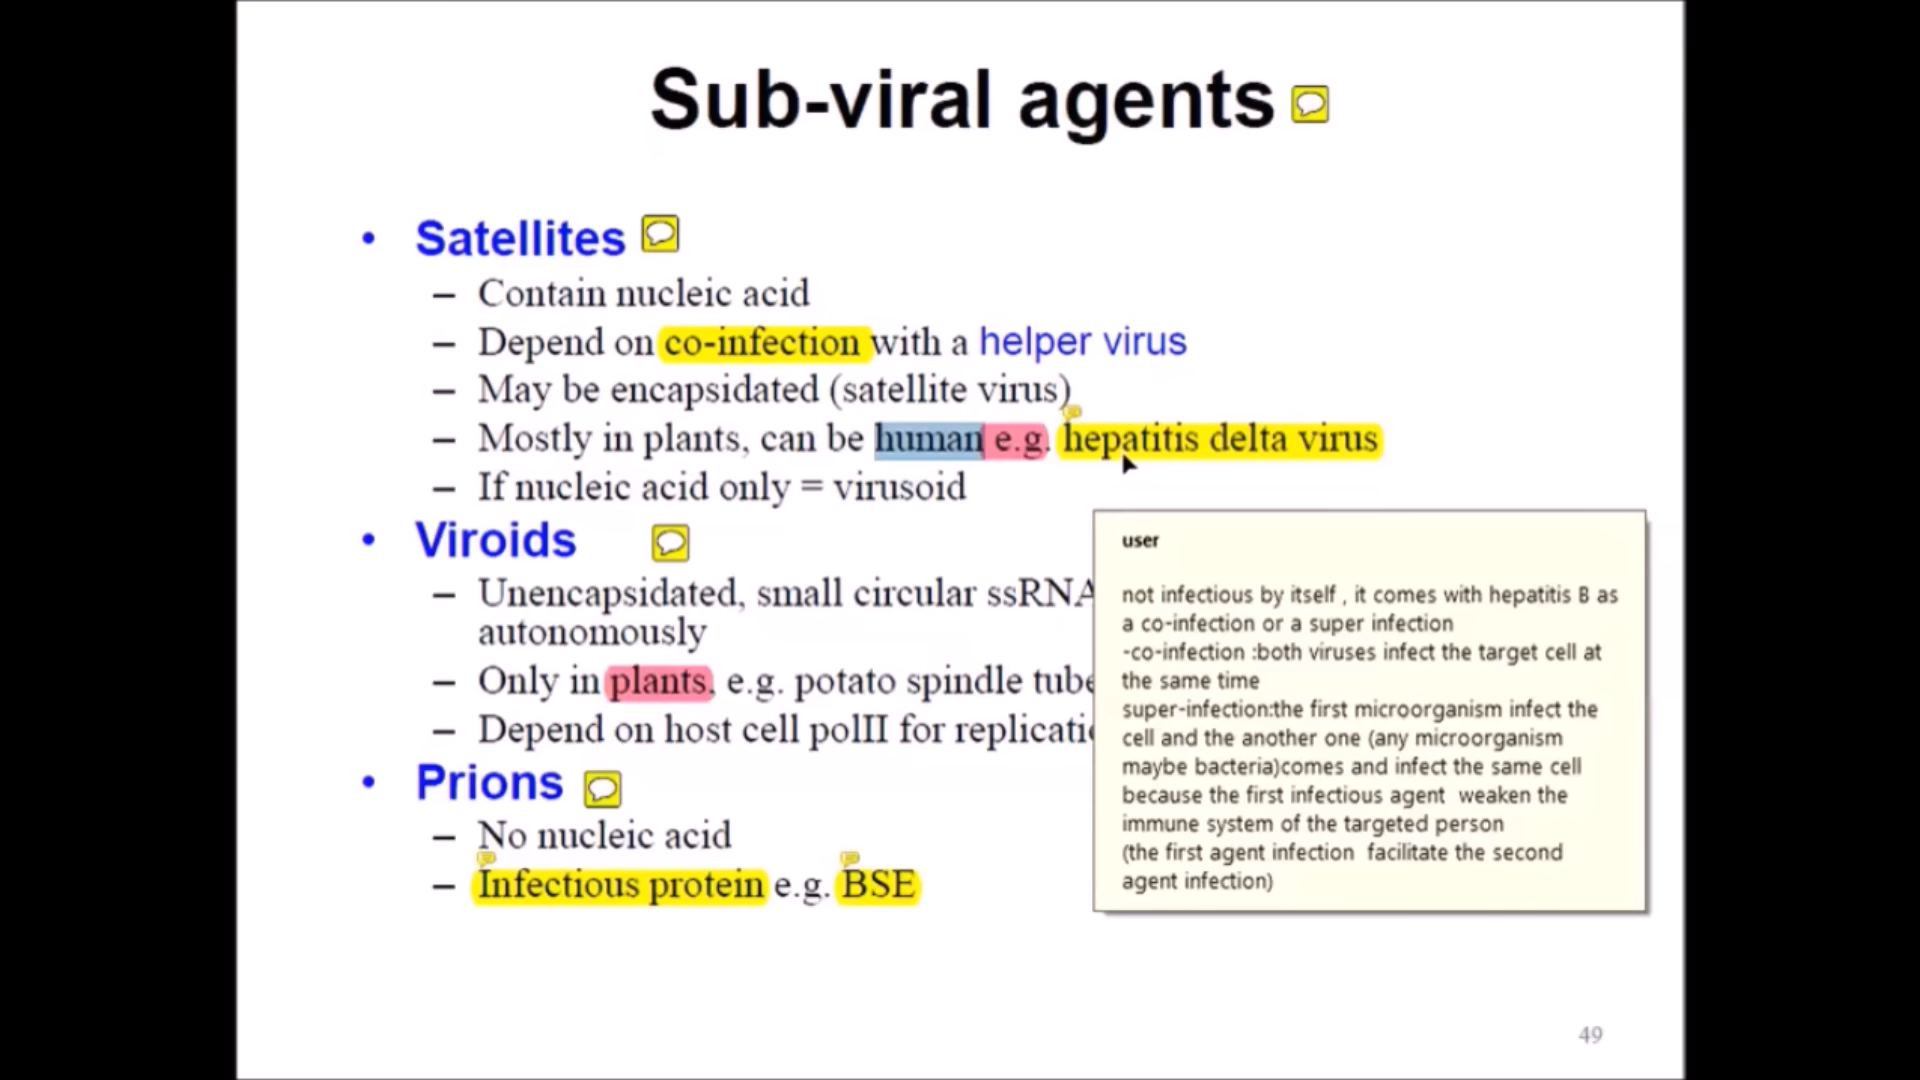 Sub-viral agents
• Satellites
– Contain nucleic acid
– Depend on co-infection with a helper virus
– May be encapsidated (satellite virus)
– Mostly in plants, can be human e.g. hepatitis delta virus
– If nucleic acid only = virusoid
• Viroids
– Unencapsidated, small circular ssRNA
autonomously
– Only in plants, e.g. potato spindle
– Depend on host cell polII for
• Prions
– No nucleic acid
– Infectious protein e.g. BSE
user
not infectious by itself , it comes with hepatitis B as
a co-infection or a super infection
-co-infection :both viruses infect the target cell at
the same time
super-infection:the first microorganism infect the
cell and the another one (any microorganism
maybe bacteria)comes and infect the same cell
because the first infectious agent weaken the
immune system of the targeted person
(the first agent infection facilitate the second
agent infection)
49